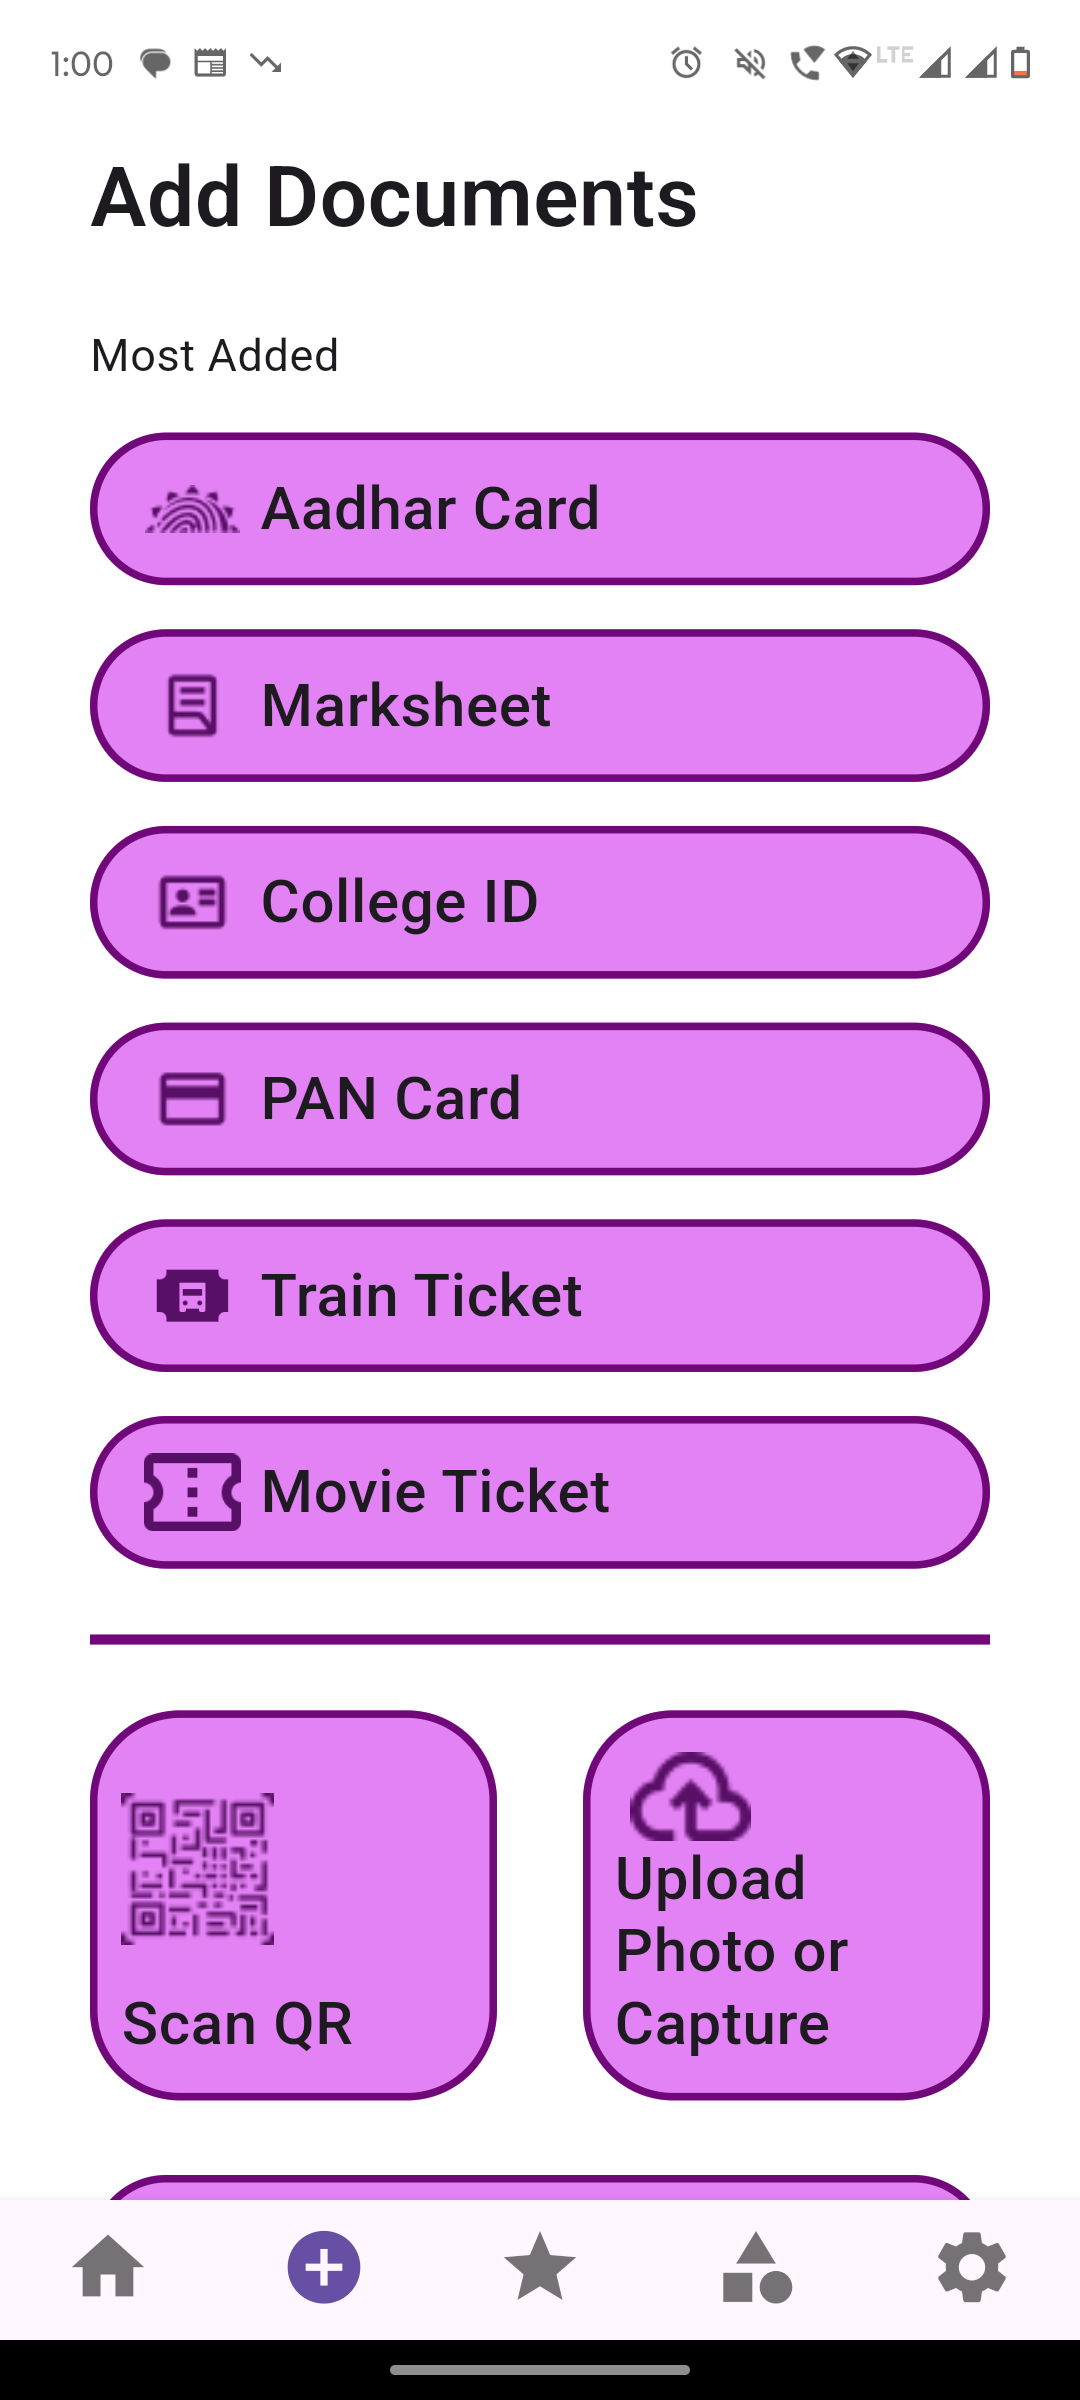 1:00
LTE
Add Documents
Most Added
Aadhar Card
Marksheet
College ID
PAN Card
Train Ticket
Movie Ticket
Scan QR
Upload
Photo or
Capture